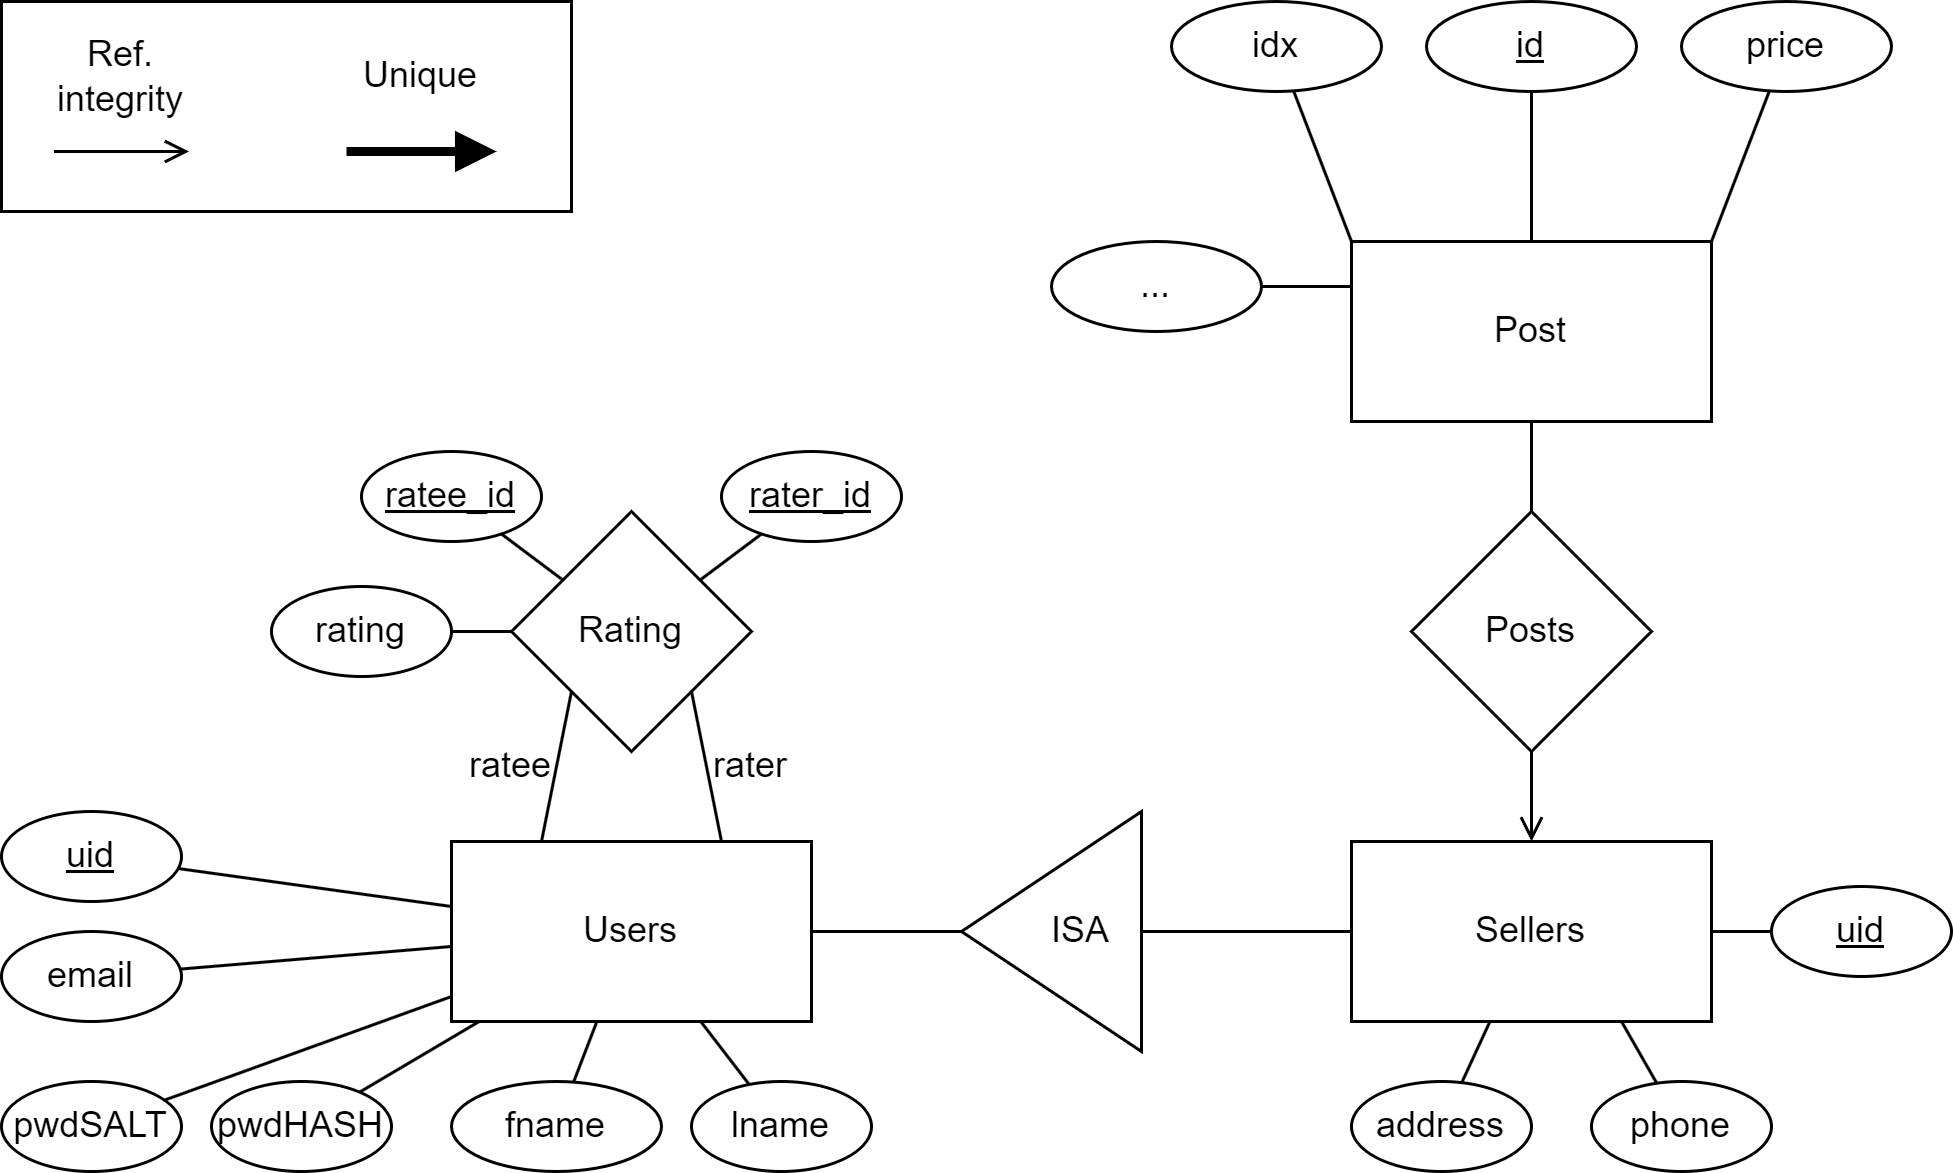 Ref.
integrity
Unique
idx
id
price
...
Post
ratee_id
rater_id
rating
Rating
Posts
ratee
rater
uid
email
Users
ISA
Sellers
uid
pwdSALT
pwdHASH
fname
lname
address
phone